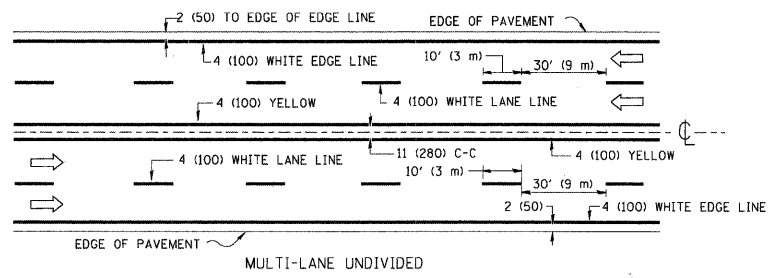 2 (50) TO EDGE OF EDGE LINE
EDGE OF PAVEMENT
4 (100) WHITE EDGE LINE
10' (3 m)
30' (9 m)
4 (100) YELLOW
4 (100) WHITE LANE LINE
℄
4 (100) WHITE LANE LINE
11 (280) C-C
4 (100) YELLOW
10' (3 m)
30' (9 m)
2 (50)
4 (100) WHITE EDGE LINE
EDGE OF PAVEMENT
MULTI-LANE UNDIVIDED